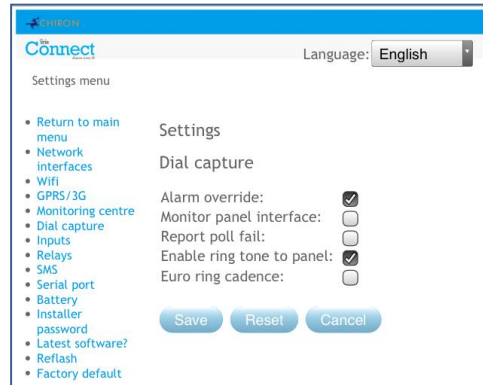 CHIRON
Connect
Language: English
Settings menu
Return to main
menu
Network
interfaces
Wifi
GPRS/3G
Monitoring centre
Dial capture
Inputs
Relays
SMS
Serial port
Battery
Installer
password
Latest software?
Reflash
Factory default
Settings
Dial capture
Alarm override:
Monitor panel interface:
Report poll fail:
Enable ring tone to panel:
Euro ring cadence:
Save Reset Cancel